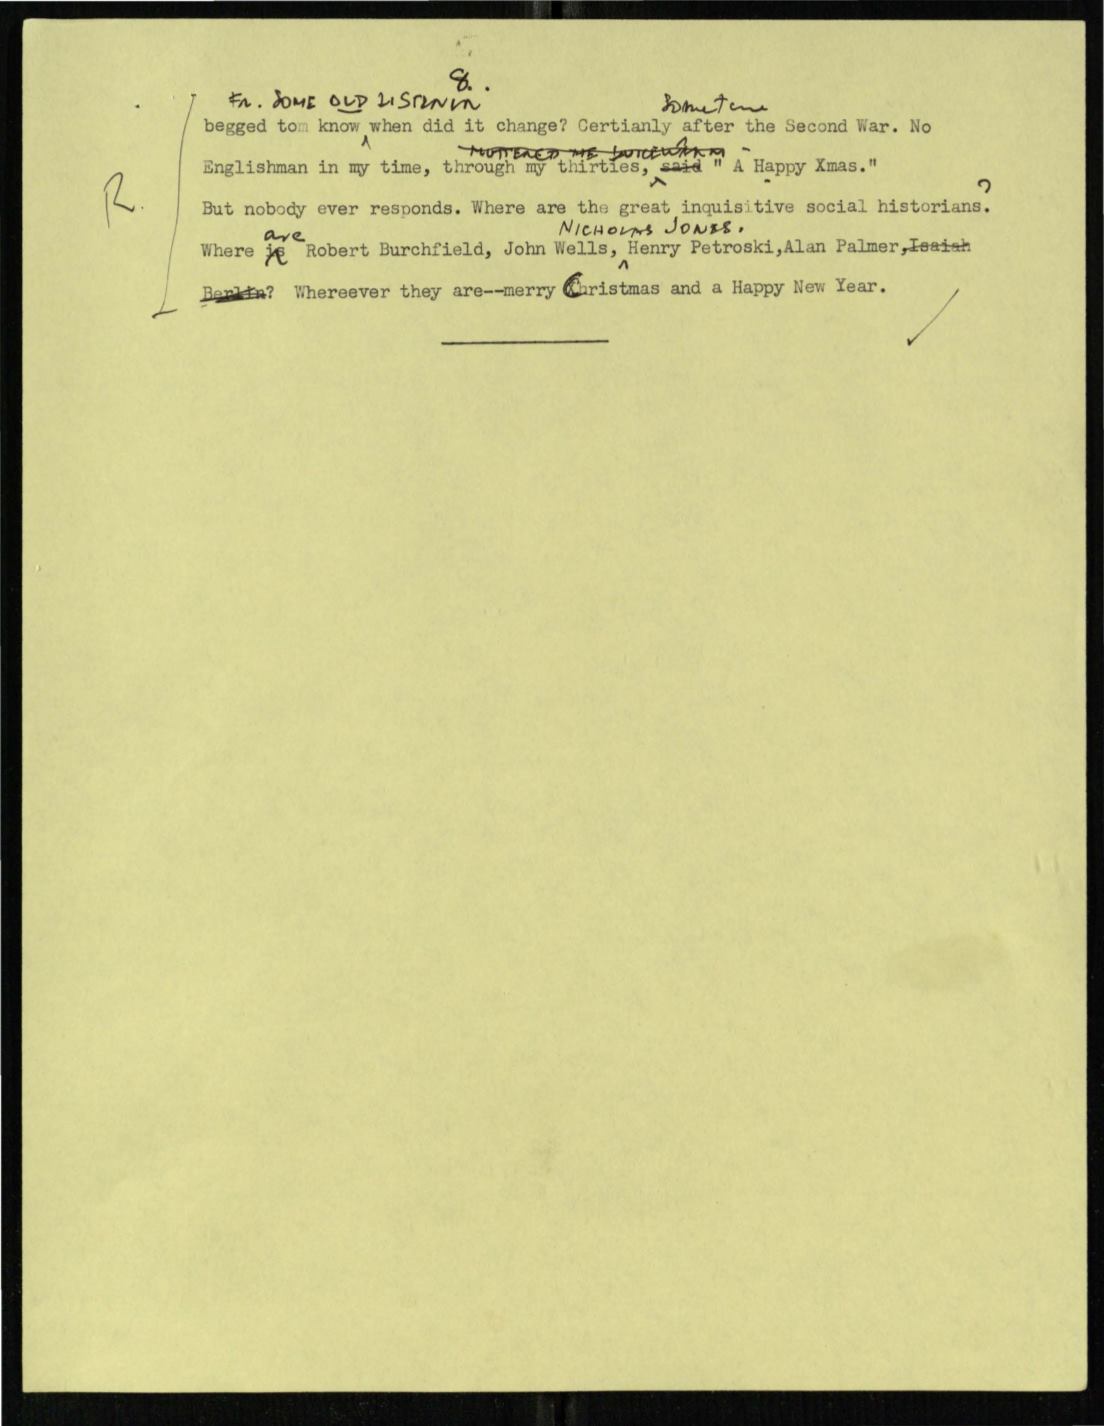 8.
Fr. SOME OLD LISTENER
Sometime
begged tom know when did it change? Certianly after the Second War. No
MUTTERED ME
Englishman in my time, through my thirties, said " A Happy Xmas."
R.
But nobody ever responds. Where are the great inquisitive social historians.?
NICHOLAS JONES.
are
Where is Robert Burchfield, John Wells, Henry Petroski,Alan Palmer,Isaiah
Berlin? Whereever they are--merry Christmas and a Happy New Year.